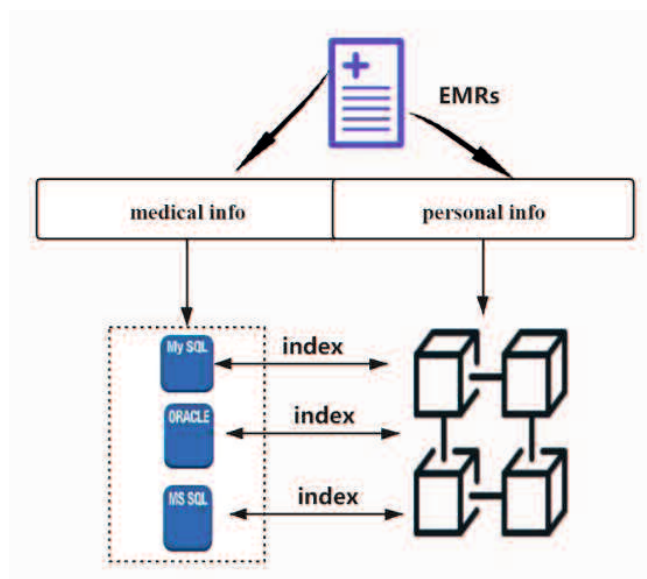 EMRs
medical info
personal info
My SQL
index
ORACLE
index
MS SQL
index